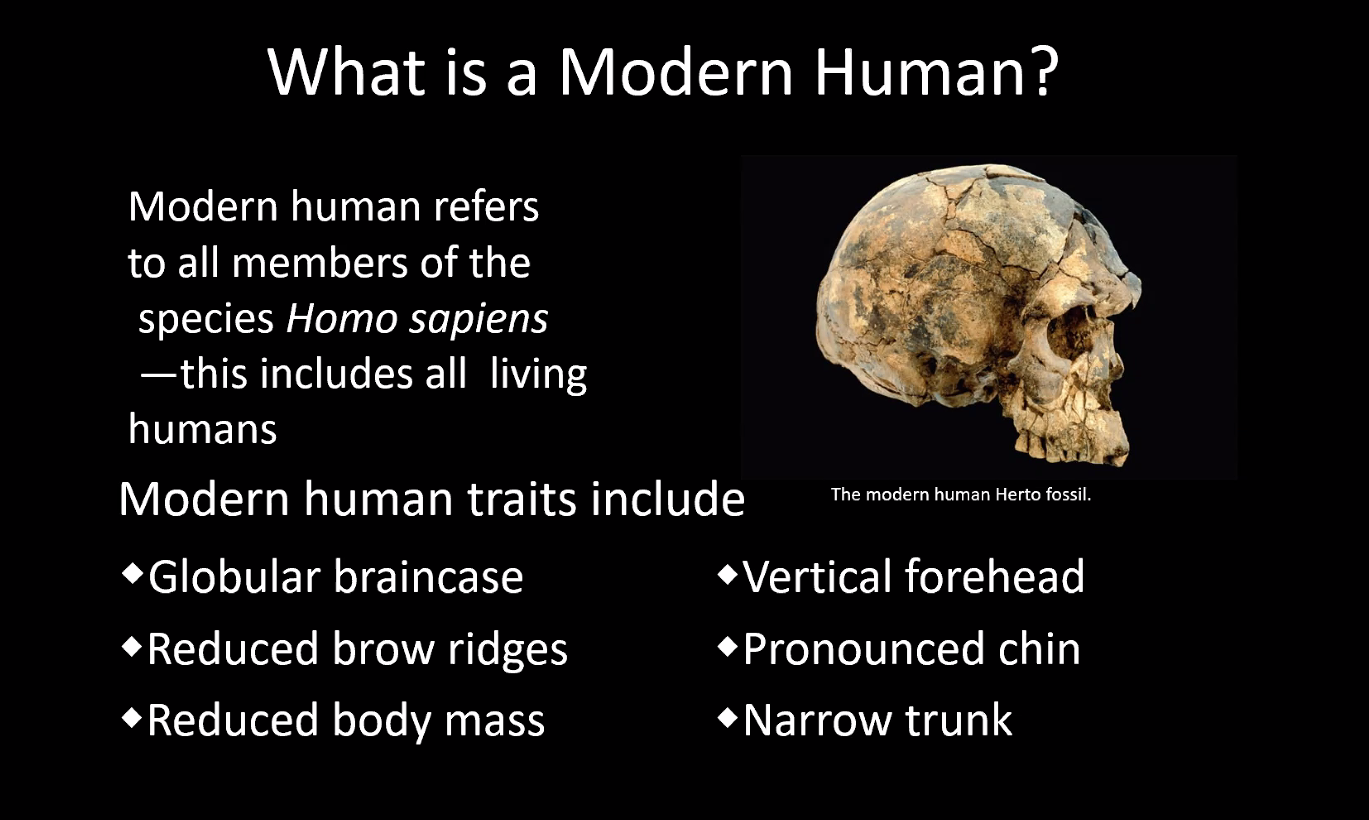 What is a Modern Human?
Modern human refers
to all members of the
species Homo sapiens
—this includes all living
humans
The modern human Herto fossil.
Modern human traits include
◆Globular braincase
◆Reduced brow ridges
◆Reduced body mass
◆Vertical forehead
◆Pronounced chin
◆Narrow trunk